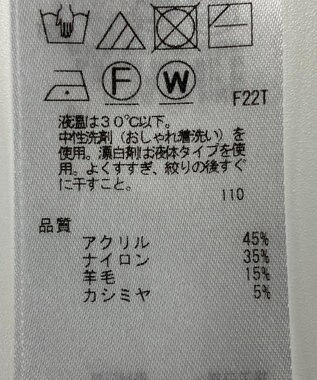 F W F22T
液温は30℃以下。
中性洗剤（おしゃれ着洗い）を
使用。漂白剤は液体タイプを使
用。よくすすぎ、絞りの後すぐ
に干すこと。
110
品質
アクリル 45%
ナイロン 35%
羊毛 15%
カシミヤ 5%